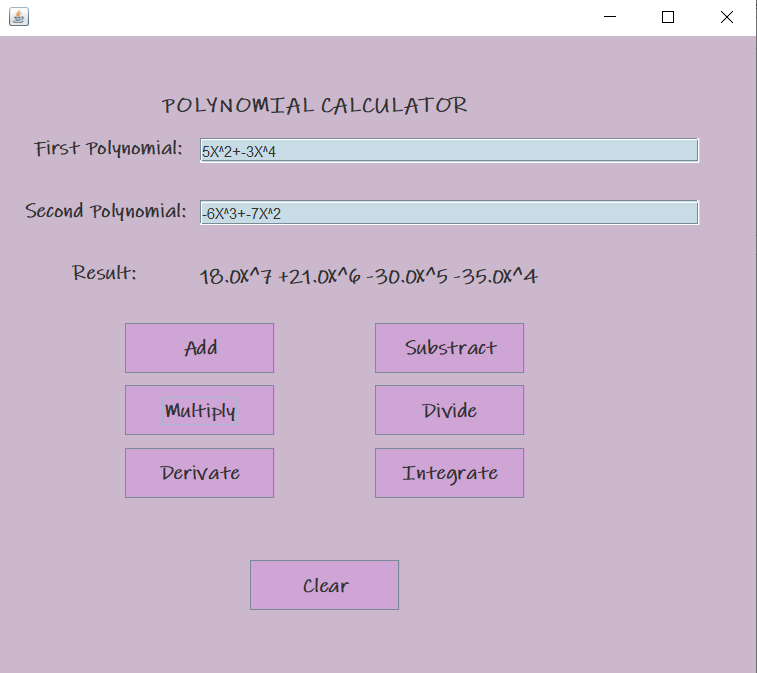 POLYNOMIAL CALCULATOR
First Polynomial: 5X^2+-3X^4
Second Polynomial: -6X^3+-7X^2
Result: 18.0X^7 +21.0X^6 -30.0X^5 -35.0X^4
Add Substract
Multiply Divide
Derivate Integrate
Clear